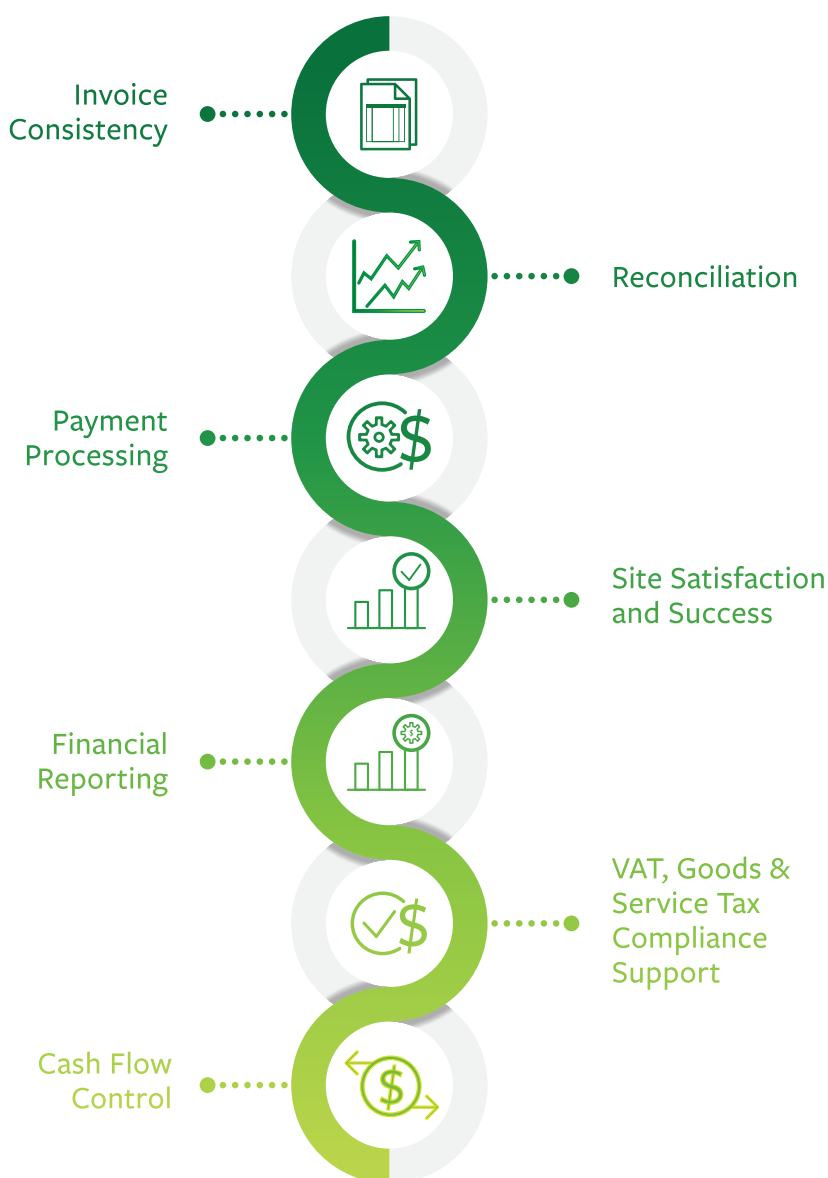 Invoice
Consistency
Reconciliation
Payment
Processing
Site Satisfaction
and Success
Financial
Reporting
VAT, Goods &
Service Tax
Compliance
Support
Cash Flow
Control
$
$
$
$